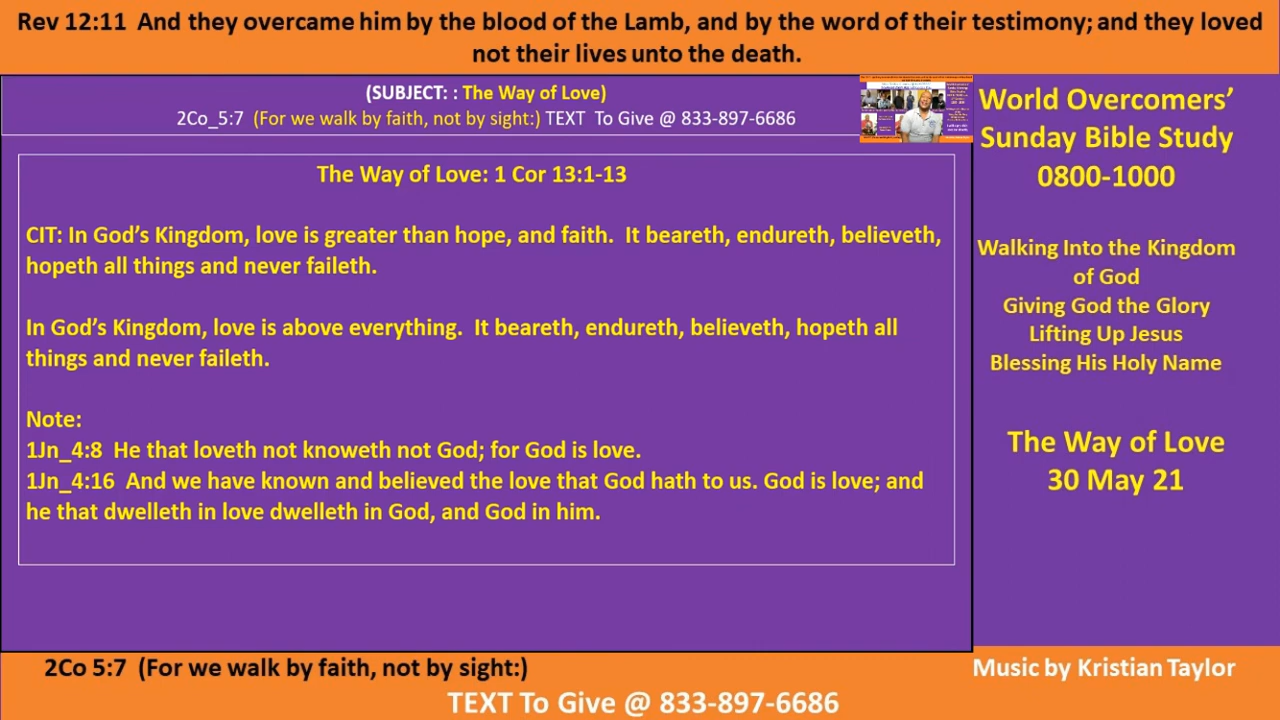 Rev 12:11  And they overcame him by the blood of the Lamb, and by the word of their testimony; and they loved
not their lives unto the death.
(SUBJECT: : The Way of Love)
2Co_5:7  (For we walk by faith, not by sight:) TEXT  To Give @ 833-897-6686
The Way of Love: 1 Cor 13:1-13
CIT: In God’s Kingdom, love is greater than hope, and faith.  It beareth, endureth, believeth,
hopeth all things and never faileth.
In God’s Kingdom, love is above everything.  It beareth, endureth, believeth, hopeth all
things and never faileth.
Note:
1Jn_4:8  He that loveth not knoweth not God; for God is love.
1Jn_4:16  And we have known and believed the love that God hath to us. God is love; and
he that dwelleth in love dwelleth in God, and God in him.
World Overcomers’
Sunday Bible Study
0800-1000
Walking Into the Kingdom
of God
Giving God the Glory
Lifting Up Jesus
Blessing His Holy Name
The Way of Love
30 May 21
2Co 5:7  (For we walk by faith, not by sight:)
Music by Kristian Taylor
TEXT To Give @ 833-897-6686